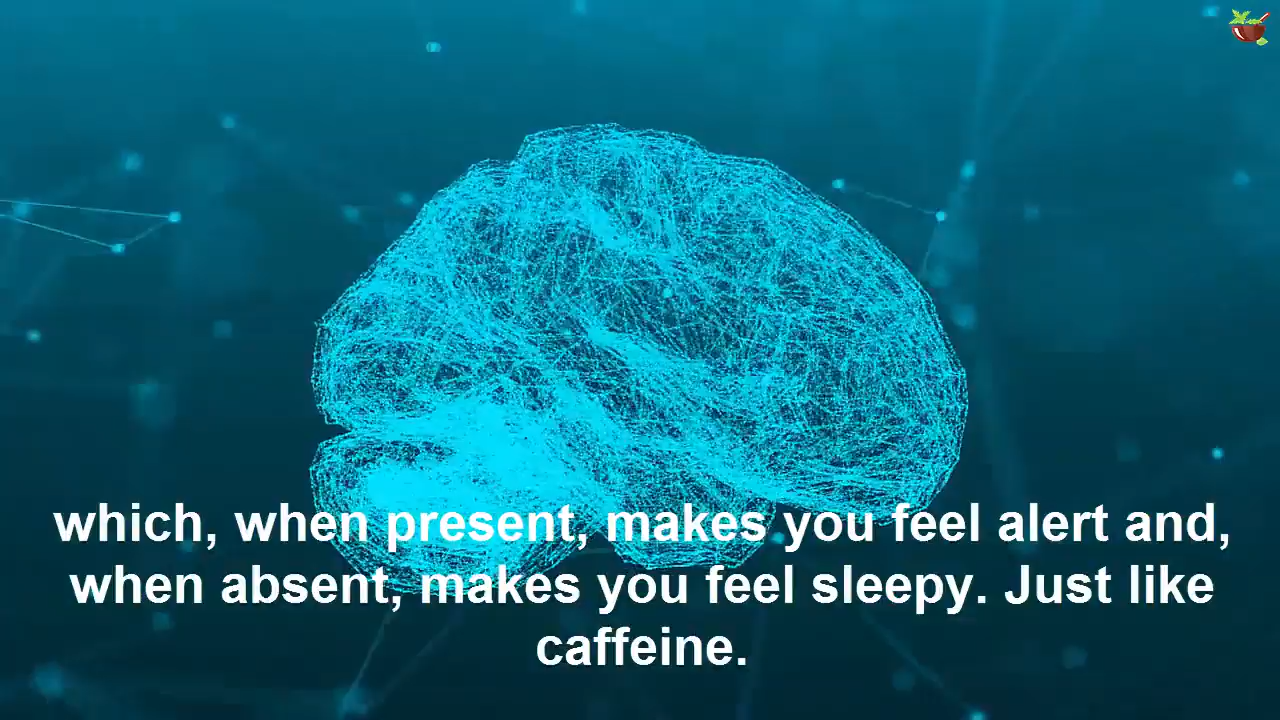 which, when present, makes you feel alert and,
when absent, makes you feel sleepy. Just like
caffeine.